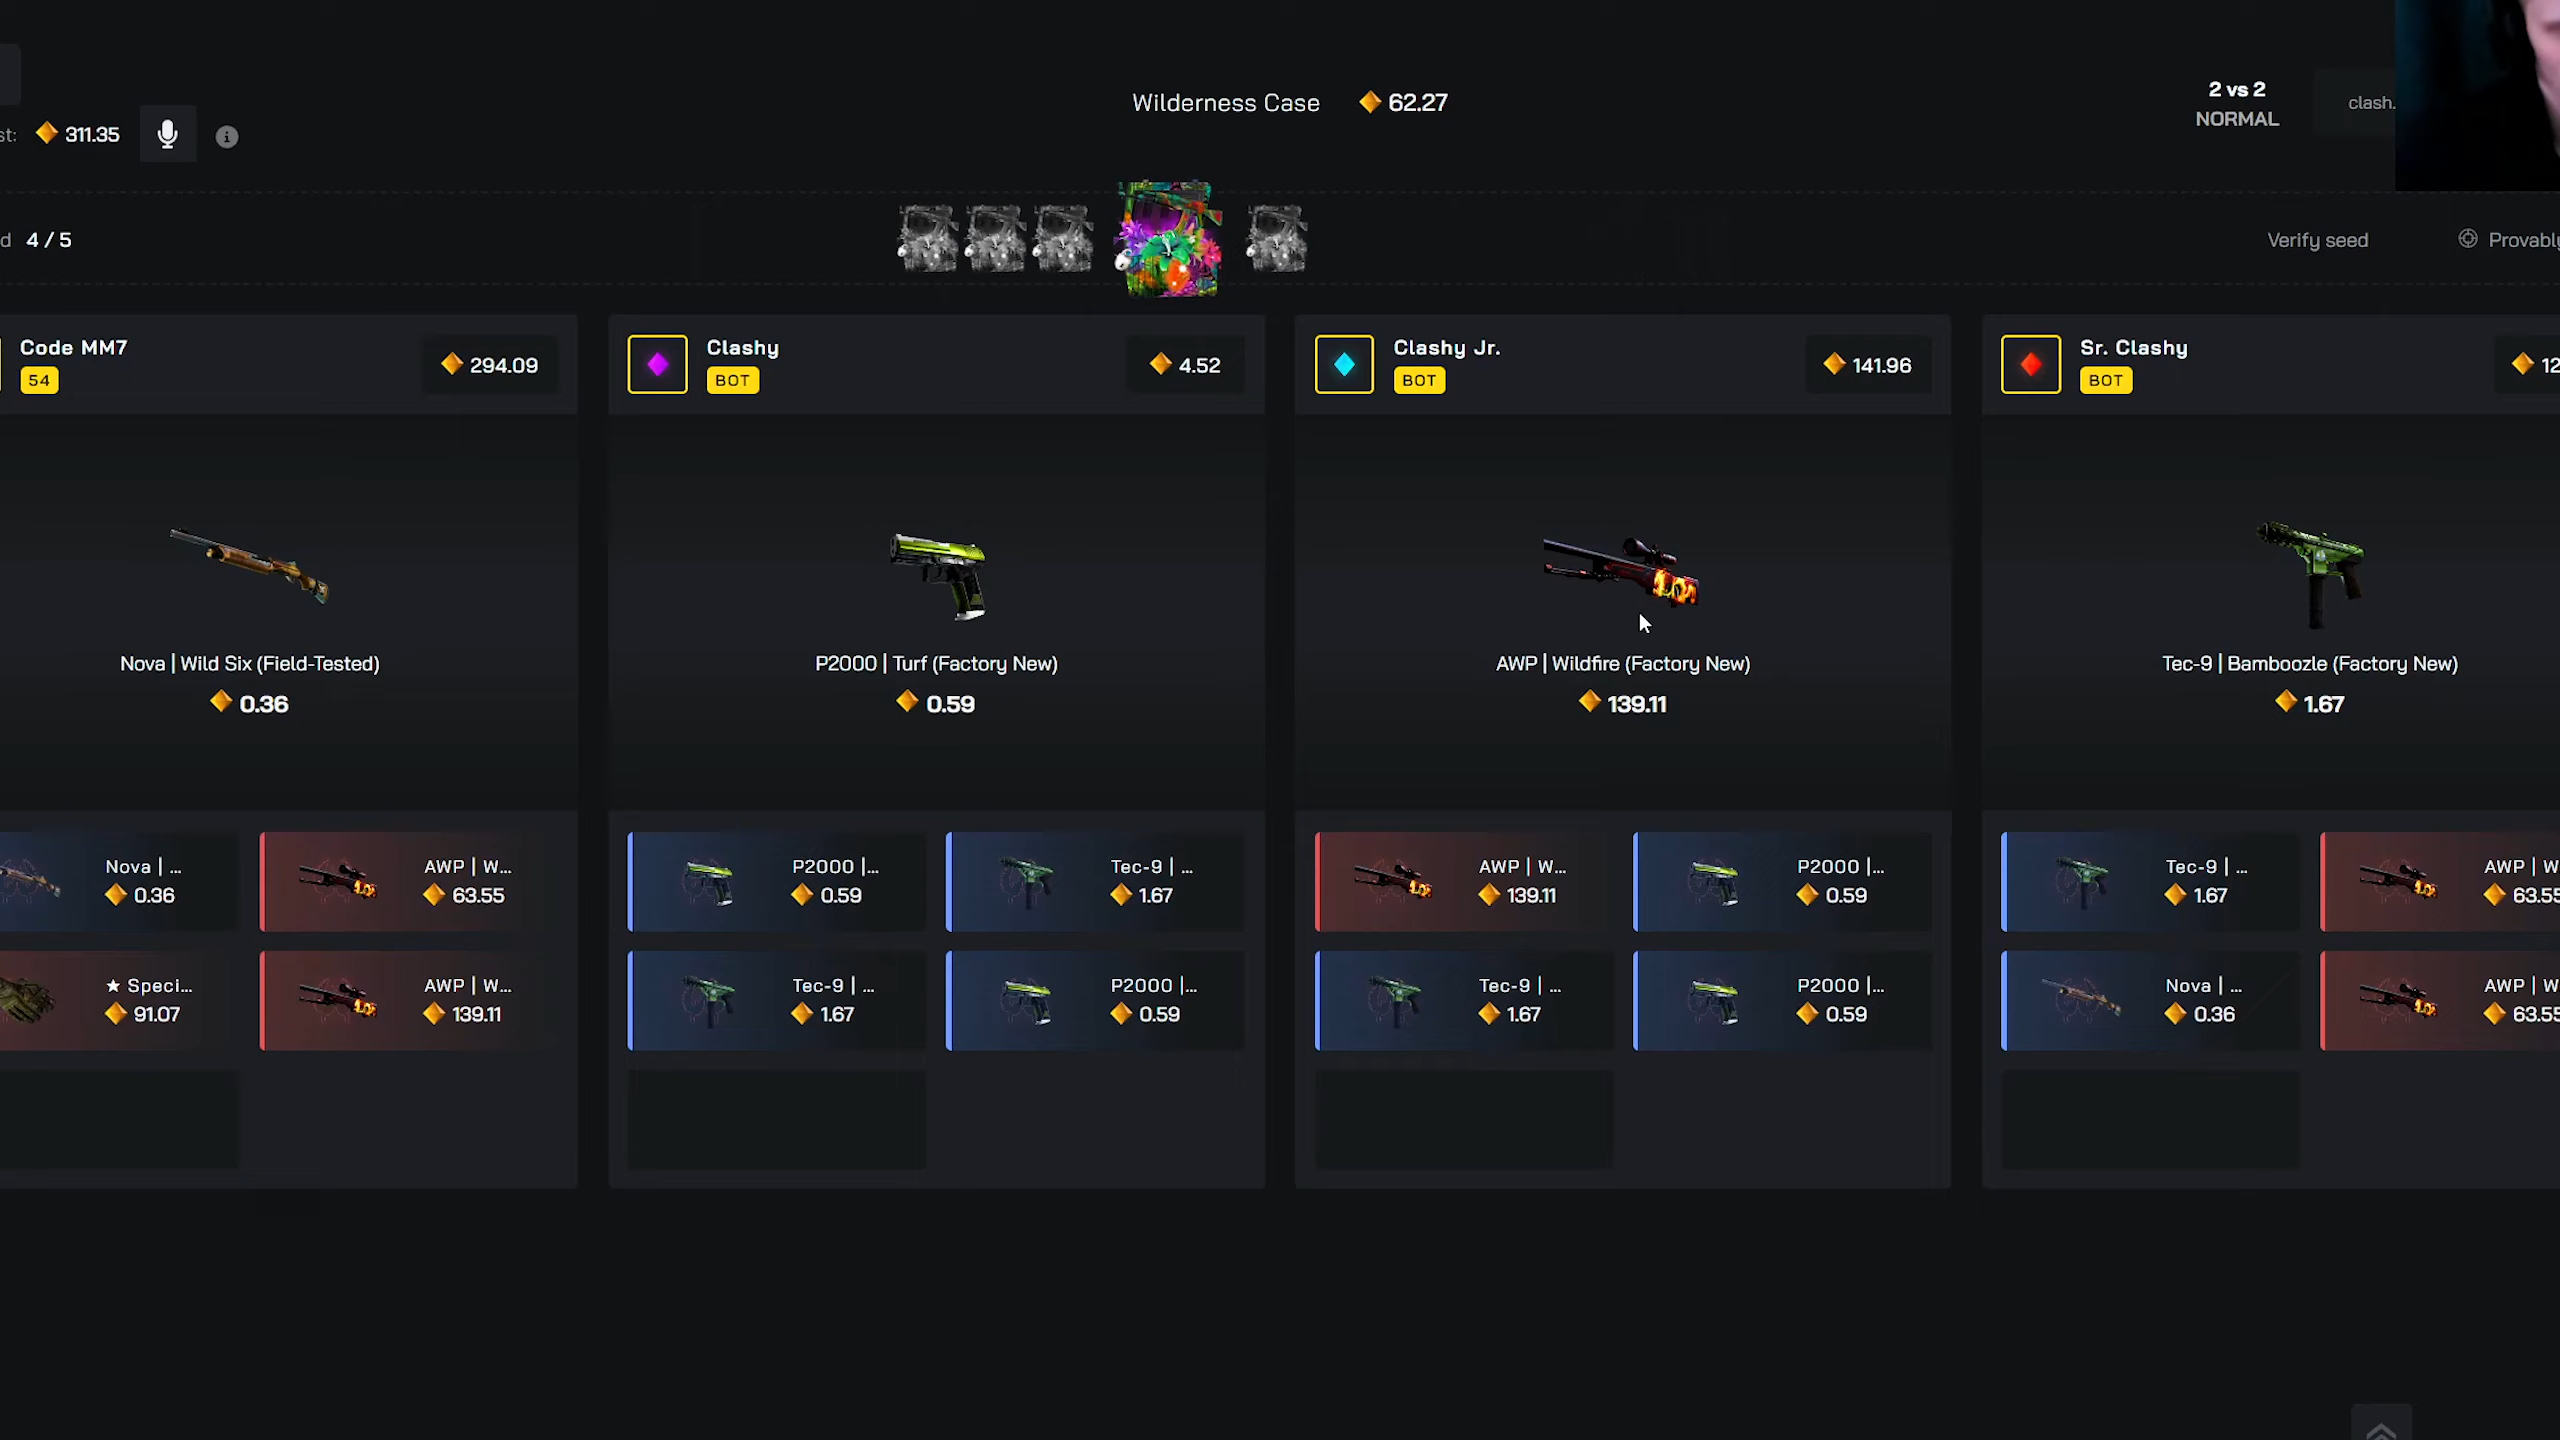 Wilderness Case 62.27
2 vs 2
NORMAL
clash.
st: 311.35
d 4 / 5
Verify seed
Provably
Code MM7
54
294.09
Nova | Wild Six (Field-Tested)
0.36
Nova | ...
0.36
AWP | W...
63.55
★ Speci...
91.07
AWP | W...
139.11
Clashy
BOT
4.52
P2000 | Turf (Factory New)
0.59
P2000 |...
0.59
Tec-9 | ...
1.67
Tec-9 | ...
1.67
P2000 |...
0.59
Clashy Jr.
BOT
141.96
AWP | Wildfire (Factory New)
139.11
AWP | W...
139.11
P2000 |...
0.59
Tec-9 | ...
1.67
P2000 |...
0.59
Sr. Clashy
BOT
12
Tec-9 | Bamboozle (Factory New)
1.67
Tec-9 | ...
1.67
AWP | W
63.55
Nova | ...
0.36
AWP | W
63.55